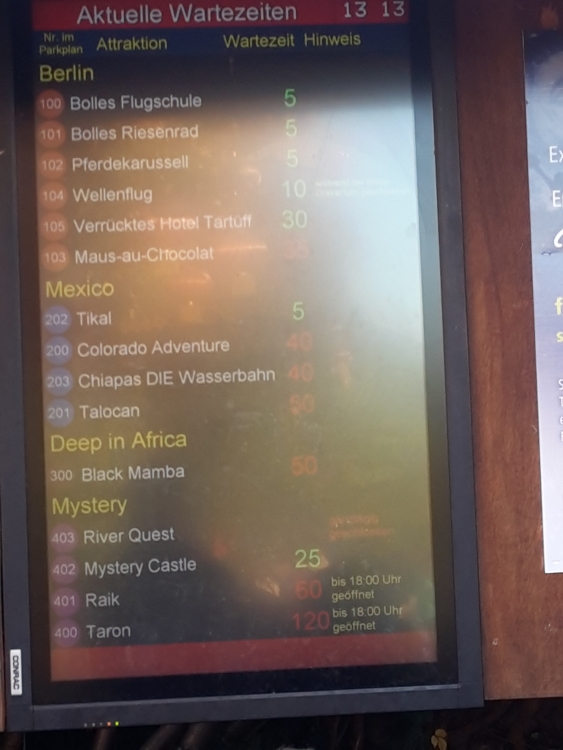 Aktuelle Wartezeiten 13 13
Nr. im Parkplan Attraktion Wartezeit Hinweis
Berlin
100 Bolles Flugschule 5
101 Bolles Riesenrad 5
102 Pferdekarussell 5
104 Wellenflug 10
105 Verrücktes Hotel Tartüff 30
103 Maus-au-Chocolat
Mexico
202 Tikal 5
200 Colorado Adventure 40
203 Chiapas DIE Wasserbahn 40
201 Talocan 50
Deep in Africa
300 Black Mamba 50
Mystery
403 River Quest
402 Mystery Castle 25
401 Raik 60 bis 18:00 Uhr
geöffnet
400 Taron 120 bis 18:00 Uhr
geöffnet
CONRAC
Ex